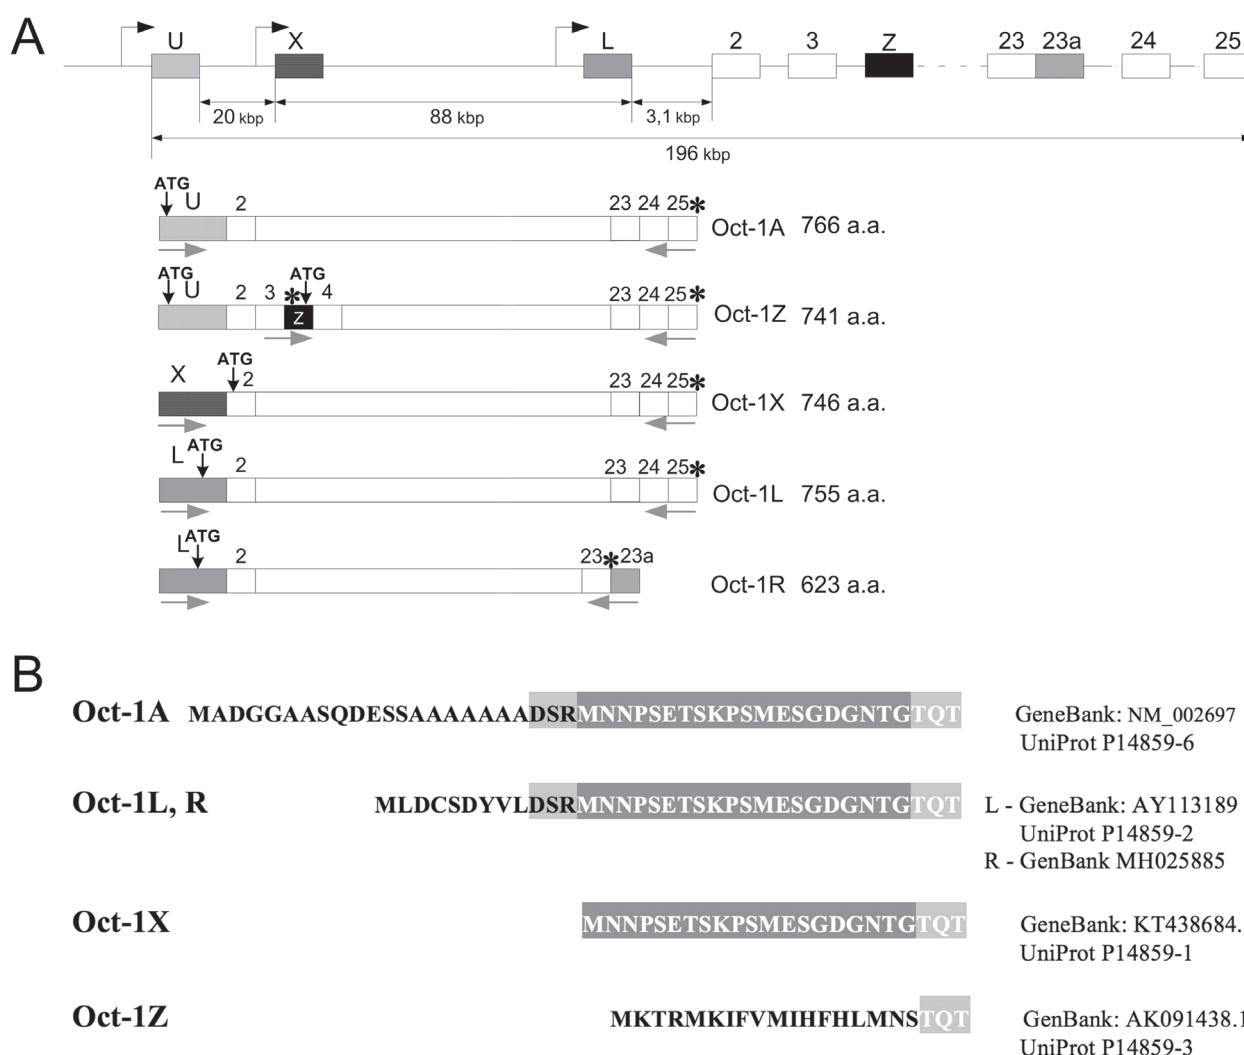 A
U X L 2 3 Z 23 23a 24 25
20 kbp 88 kbp 3,1 kbp
196 kbp
ATG U 2 23 24 25* Oct-1A 766 a.a.
ATG U 2 3 * ATG 4 23 24 25* Oct-1Z 741 a.a.
Z
X ATG 2 23 24 25* Oct-1X 746 a.a.
L ATG 2 23 24 25* Oct-1L 755 a.a.
L ATG 2 23 * 23a Oct-1R 623 a.a.
B
Oct-1A MADGGAASQDESSAAAAAAADSRMNNPSETSKPSMESGDGNTGTQT GeneBank: NM_002697
UniProt P14859-6
Oct-1L, R MLDCSDYVLDSRMNNPSETSKPSMESGDGNTGTQT L - GeneBank: AY113189
UniProt P14859-2
R - GenBank MH025885
Oct-1X MNNPSETSKPSMESGDGNTGTQT GeneBank: KT438684.
UniProt P14859-1
Oct-1Z MKTRMKIFVMIHFHLMNSTQT GenBank: AK091438.1
UniProt P14859-3